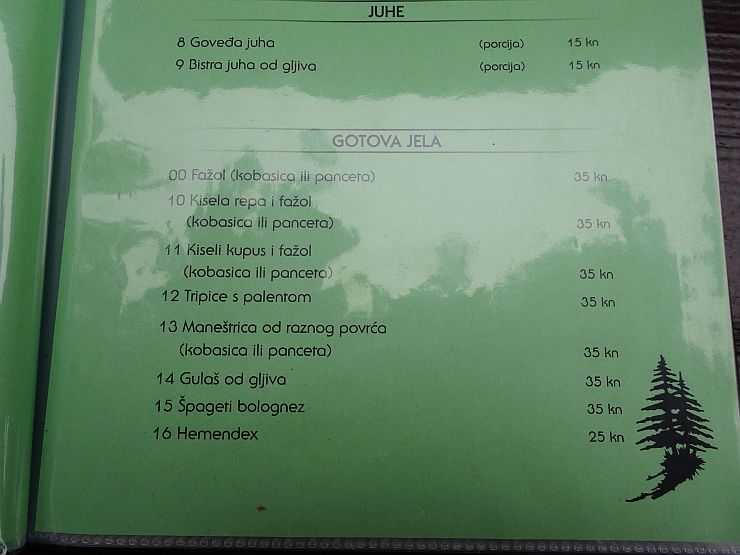 JUHE
8 Goveđa juha (porcija) 15 kn
9 Bistra juha od gljiva (porcija) 15 kn
GOTOVA JELA
00 Fažol (kobasica ili panceta) 35 kn
10 Kisela repa i fažol
(kobasica ili panceta) 35 kn
11 Kiseli kupus i fažol
(kobasica ili panceta) 35 kn
12 Tripice s palentom 35 kn
13 Maneštrica od raznog povrća
(kobasica ili panceta) 35 kn
14 Gulaš od gljiva 35 kn
15 Špageti bolognez 35 kn
16 Hemendex 25 kn